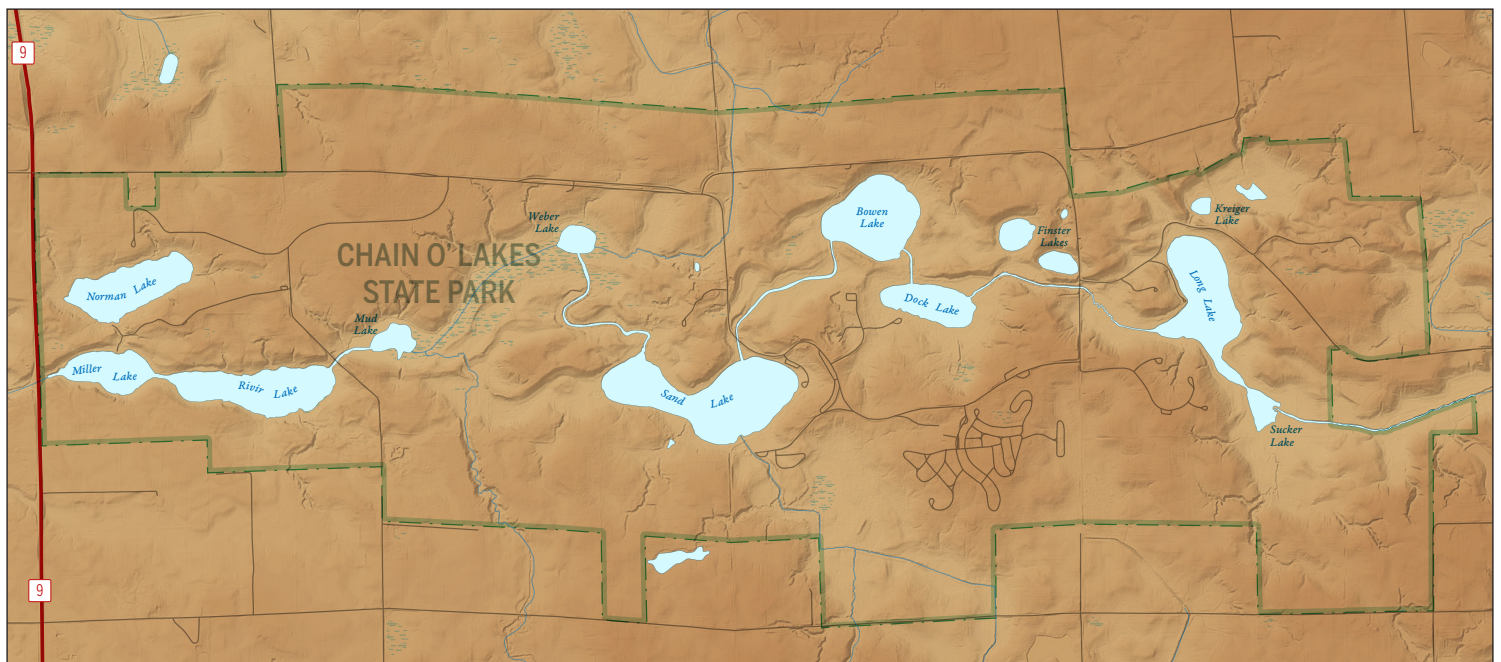 9
Bowen
Lake
Kreiger
Lake
Weber
Lake
Finster
Lakes
CHAIN O'LAKES
STATE PARK
Norman Lake
Long Lake
Dock Lake
Mud
Lake
Miller Lake
Rivir Lake
Sand Lake
Sucker
Lake
9